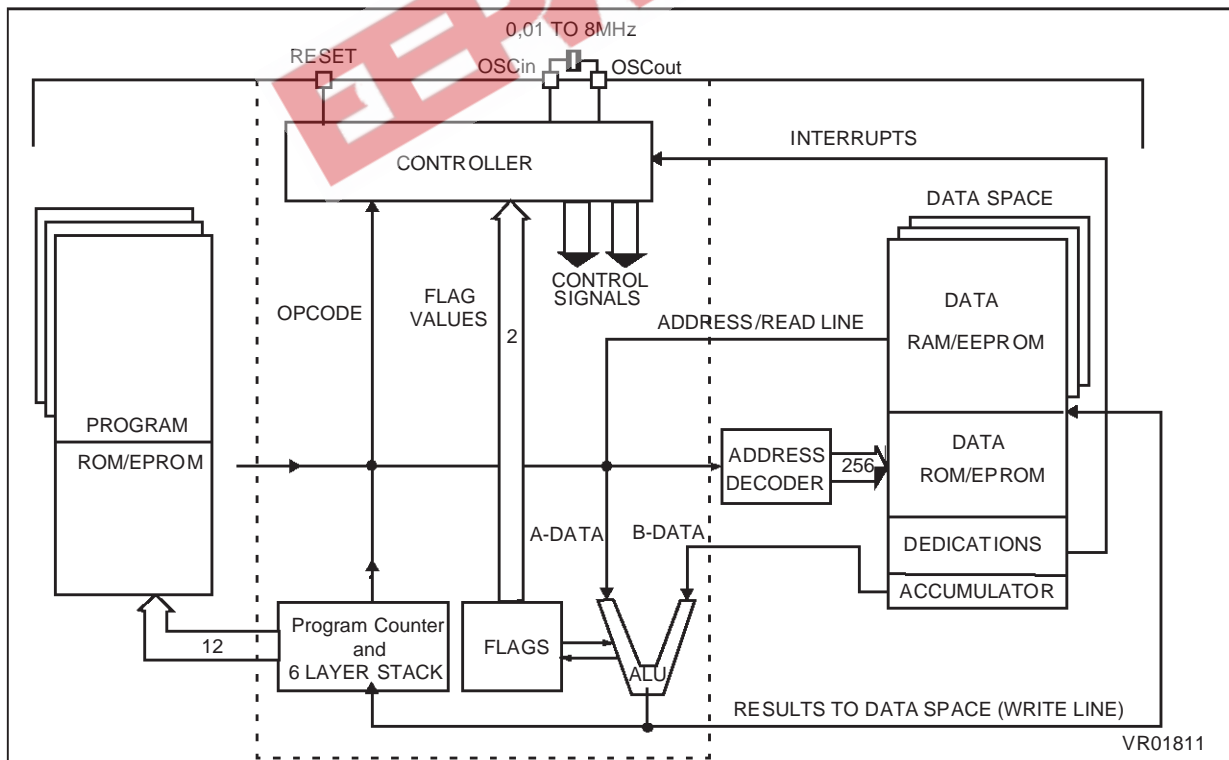 0,01 TO 8MHz
RESET
OSCin
OSCout
INTERRUPTS
CONTROLLER
DATA SPACE
CONTROL
SIGNALS
OPCODE
FLAG
VALUES
2
ADDRESS/READ LINE
DATA
RAM/EEPROM
PROGRAM
ROM/EPROM
ADDRESS
DECODER
256
DATA
ROM/EPROM
A-DATA
B-DATA
DEDICATIONS
ACCUMULATOR
12
Program Counter
and
6 LAYER STACK
FLAGS
ALU
RESULTS TO DATA SPACE (WRITE LINE)
VR01811